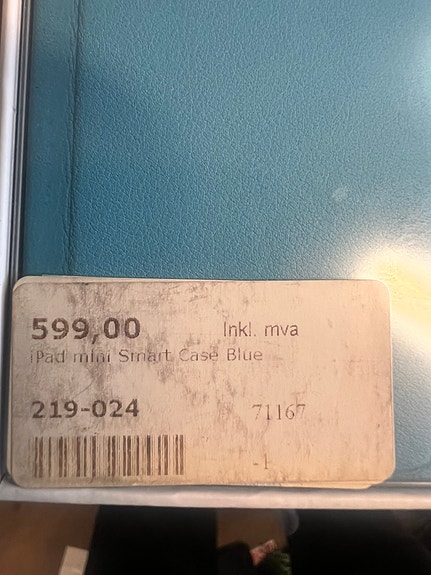 599,00 Inkl. mva
iPad mini Smart Case Blue
219-024 71167
-1